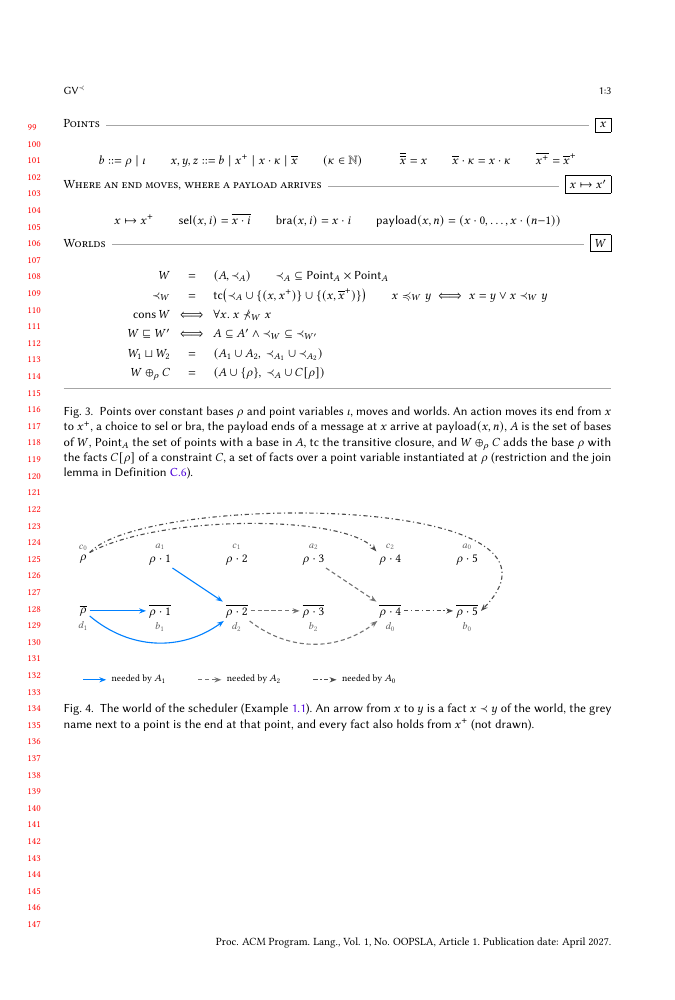 GV≺ 1:3
99 POINTS x
100
101 b ::= ρ | ι x, y, z ::= b | x⁺ | x · κ | x̅ (κ ∈ ℕ) x̿ = x x̅ · κ = x · κ x̅⁺̅ = x̅⁺
102
103 WHERE AN END MOVES, WHERE A PAYLOAD ARRIVES x ↦ x′
104
105 x ↦ x⁺ sel(x, i) = x̅ ̅·̅ ̅i̅ bra(x, i) = x · i payload(x, n) = (x · 0, . . . , x · (n−1))
106 WORLDS W
107
108 W = (A, ≺_A) ≺_A ⊆ Point_A × Point_A
109
110 ≺_W = tc(≺_A ∪ {(x, x⁺)} ∪ {(x, x̅⁺)}) x ≼_W y ⟺ x = y ∨ x ≺_W y
111 cons W ⟺ ∀x. x ⊀_W x
112 W ⊑ W′ ⟺ A ⊆ A′ ∧ ≺_W ⊆ ≺_W′
113 W₁ ⊔ W₂ = (A₁ ∪ A₂, ≺_A₁ ∪ ≺_A₂)
114 W ⊕_ρ C = (A ∪ {ρ}, ≺_A ∪ C[ρ])
115
116 Fig. 3. Points over constant bases ρ and point variables ι, moves and worlds. An action moves its end from x
117 to x⁺, a choice to sel or bra, the payload ends of a message at x arrive at payload(x, n), A is the set of bases
118 of W, Point_A the set of points with a base in A, tc the transitive closure, and W ⊕_ρ C adds the base ρ with
119 the facts C[ρ] of a constraint C, a set of facts over a point variable instantiated at ρ (restriction and the join
120 lemma in Definition C.6).
121
122
123
124 c₀ a₁ c₁ a₂ c₂ a₀
125 ρ ρ · 1 ρ · 2 ρ · 3 ρ · 4 ρ · 5
126
127
128 ρ̅ ρ̅ ̅·̅ ̅1̅ ρ̅ ̅·̅ ̅2̅ ρ̅ ̅·̅ ̅3̅ ρ̅ ̅·̅ ̅4̅ ρ̅ ̅·̅ ̅5̅
129 d₁ b₁ d₂ b₂ d₀ b₀
130
131
132 needed by A₁ needed by A₂ needed by A₀
133
134 Fig. 4. The world of the scheduler (Example 1.1). An arrow from x to y is a fact x ≺ y of the world, the grey
135 name next to a point is the end at that point, and every fact also holds from x⁺ (not drawn).
136
137
138
139
140
141
142
143
144
145
146
147
Proc. ACM Program. Lang., Vol. 1, No. OOPSLA, Article 1. Publication date: April 2027.